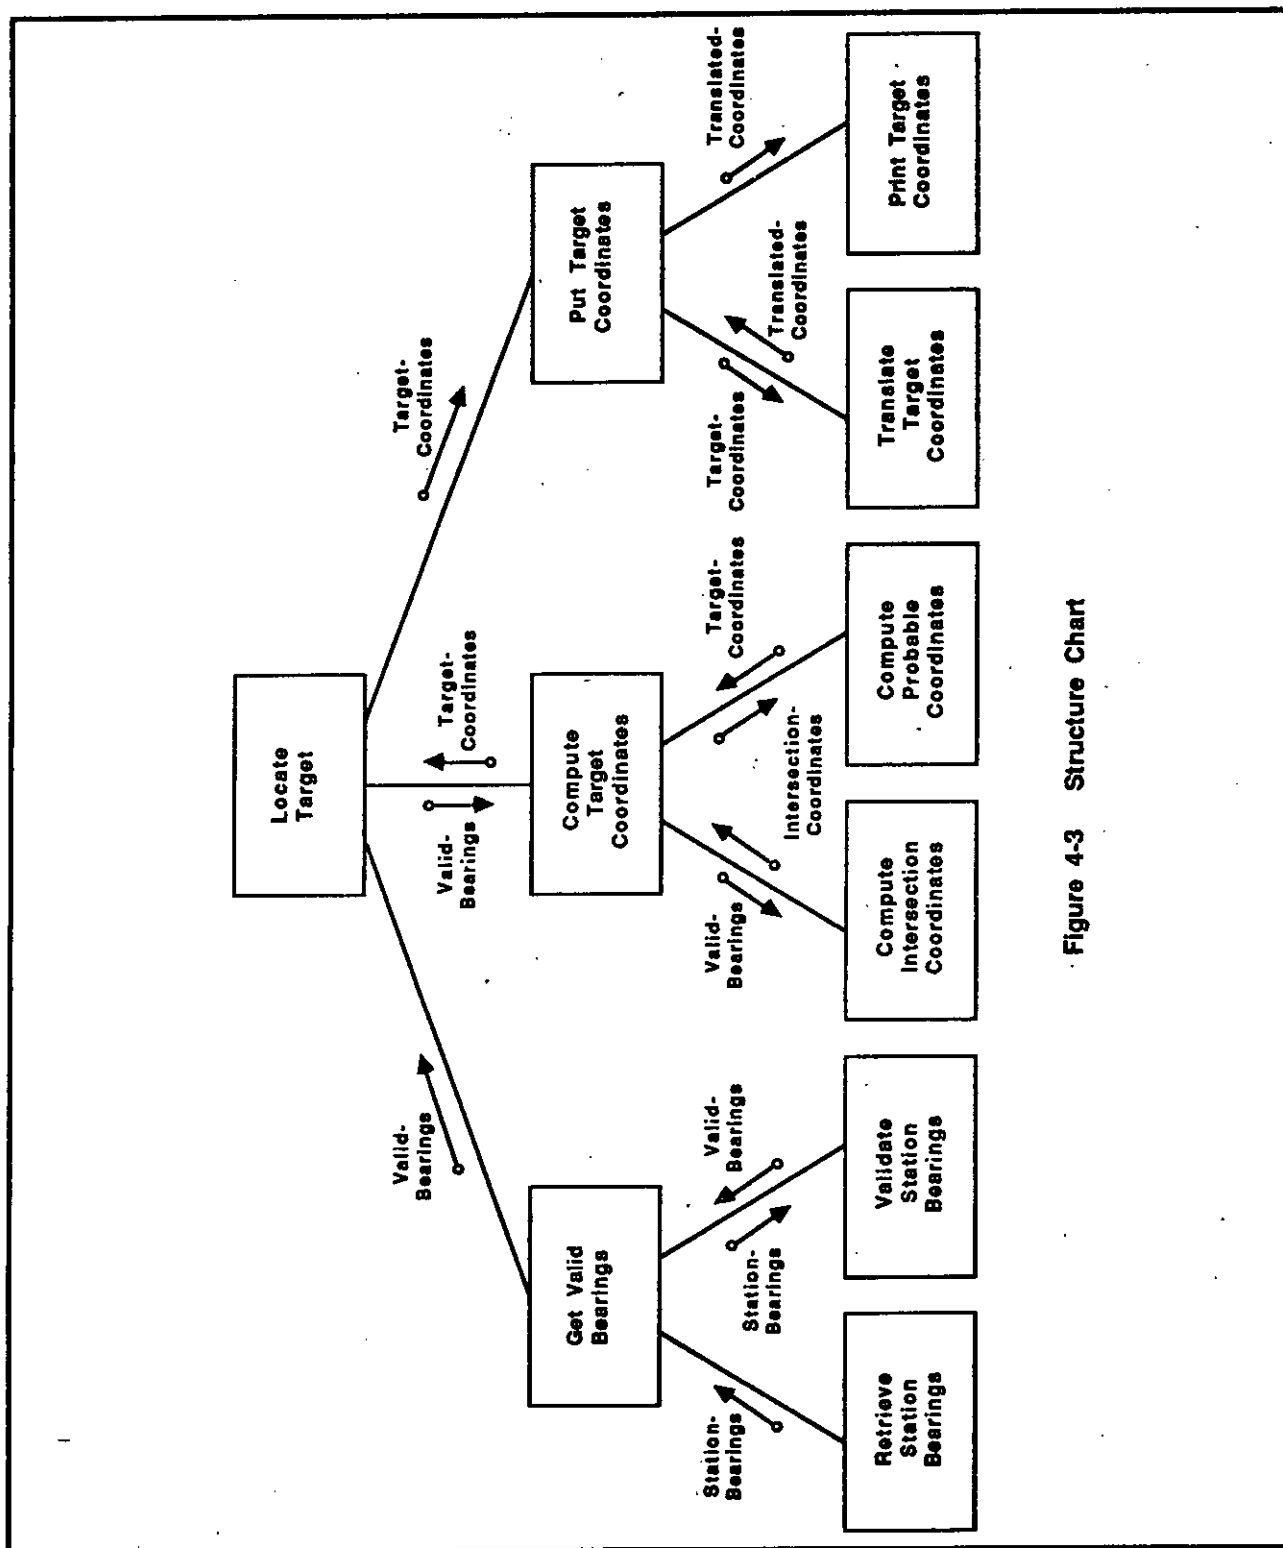 Locate
Target
Valid-
Bearings
Valid-
Bearings
Target-
Coordinates
Target-
Coordinates
Get Valid
Bearings
Compute
Target
Coordinates
Put Target
Coordinates
Station-
Bearings
Station-
Bearings
Valid-
Bearings
Valid-
Bearings
Intersection-
Coordinates
Target-
Coordinates
Target-
Coordinates
Translated-
Coordinates
Translated-
Coordinates
Retrieve
Station
Bearings
Validate
Station
Bearings
Compute
Intersection
Coordinates
Compute
Probable
Coordinates
Translate
Target
Coordinates
Print Target
Coordinates
Figure 4-3 Structure Chart